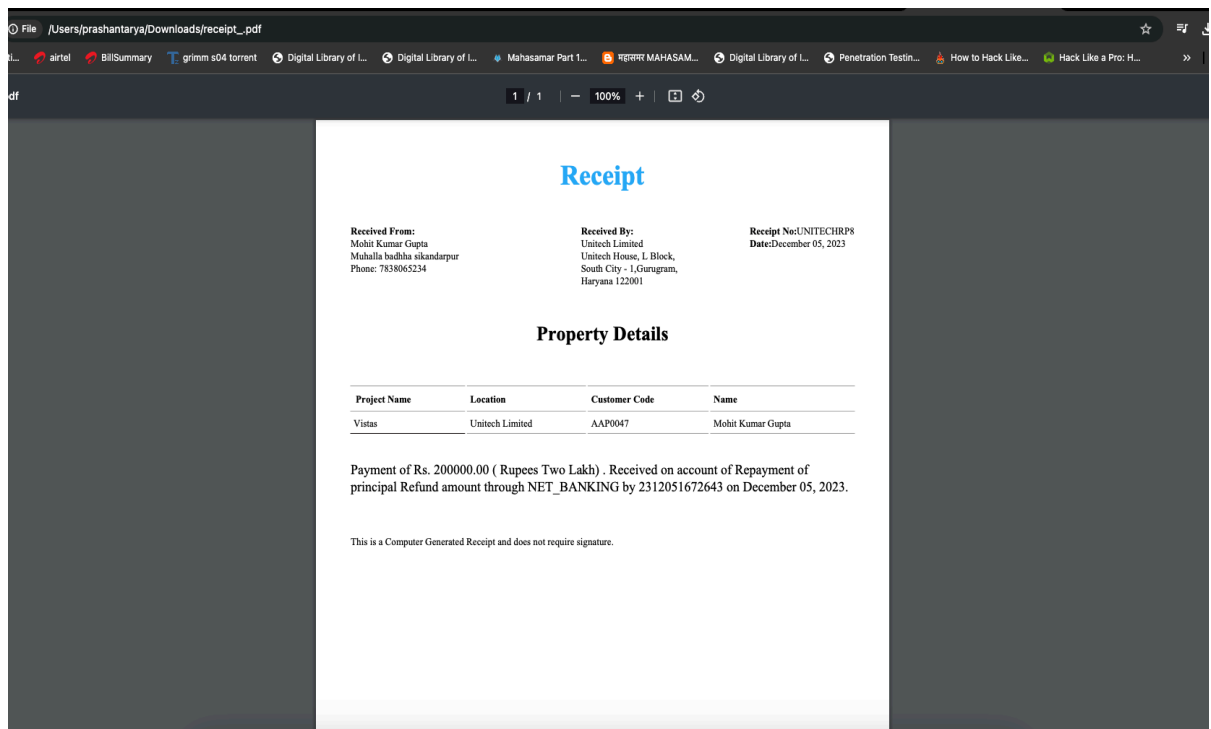 File /Users/prashantarya/Downloads/receipt_.pdf
airtel BillSummary grimm s04 torrent Digital Library of I... Digital Library of I... Mahasamar Part 1... महासमर MAHASAM... Digital Library of I... Penetration Testin... How to Hack Like... Hack Like a Pro: H... »
df 1 / 1 − 100% +
Receipt
Received From:
Mohit Kumar Gupta
Muhalla badhha sikandarpur
Phone: 7838065234
Received By:
Unitech Limited
Unitech House, L Block,
South City - 1,Gurugram,
Haryana 122001
Receipt No:UNITECHRP8
Date:December 05, 2023
Property Details
Project Name Location Customer Code Name
Vistas Unitech Limited AAP0047 Mohit Kumar Gupta
Payment of Rs. 200000.00 ( Rupees Two Lakh) . Received on account of Repayment of
principal Refund amount through NET_BANKING by 2312051672643 on December 05, 2023.
This is a Computer Generated Receipt and does not require signature.